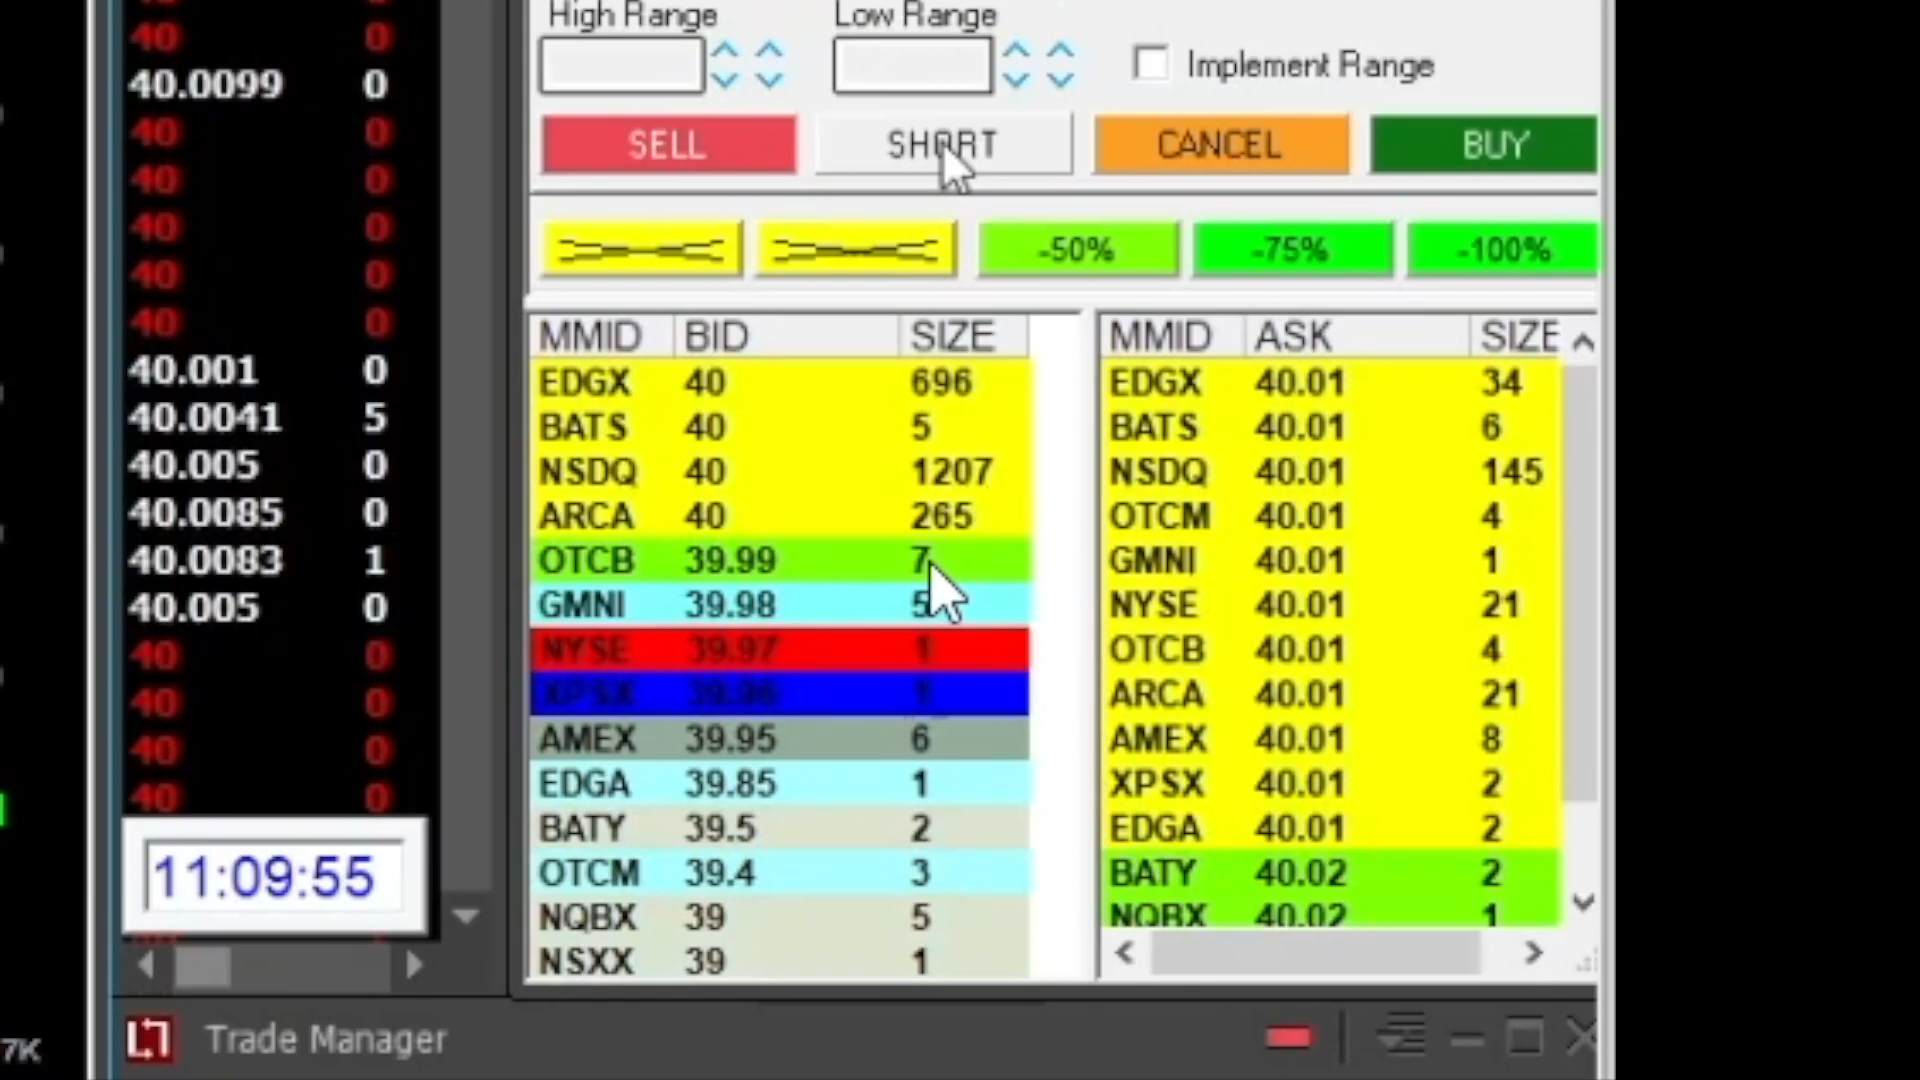 40 0
40.0099 0
40 0
40 0
40 0
40 0
40 0
40.001 0
40.0041 5
40.005 0
40.0085 0
40.0083 1
40.005 0
40 0
40 0
40 0
40 0
11:09:55
7K
High Range Low Range
Implement Range
SELL SHORT CANCEL BUY
-50% -75% -100%
MMID BID SIZE
EDGX 40 696
BATS 40 5
NSDQ 40 1207
ARCA 40 265
OTCB 39.99 7
GMNI 39.98 5
NYSE 39.97 1
XPSX 39.96 1
AMEX 39.95 6
EDGA 39.85 1
BATY 39.5 2
OTCM 39.4 3
NQBX 39 5
NSXX 39 1
MMID ASK SIZE
EDGX 40.01 34
BATS 40.01 6
NSDQ 40.01 145
OTCM 40.01 4
GMNI 40.01 1
NYSE 40.01 21
OTCB 40.01 4
ARCA 40.01 21
AMEX 40.01 8
XPSX 40.01 2
EDGA 40.01 2
BATY 40.02 2
NQBX 40.02 1
Trade Manager